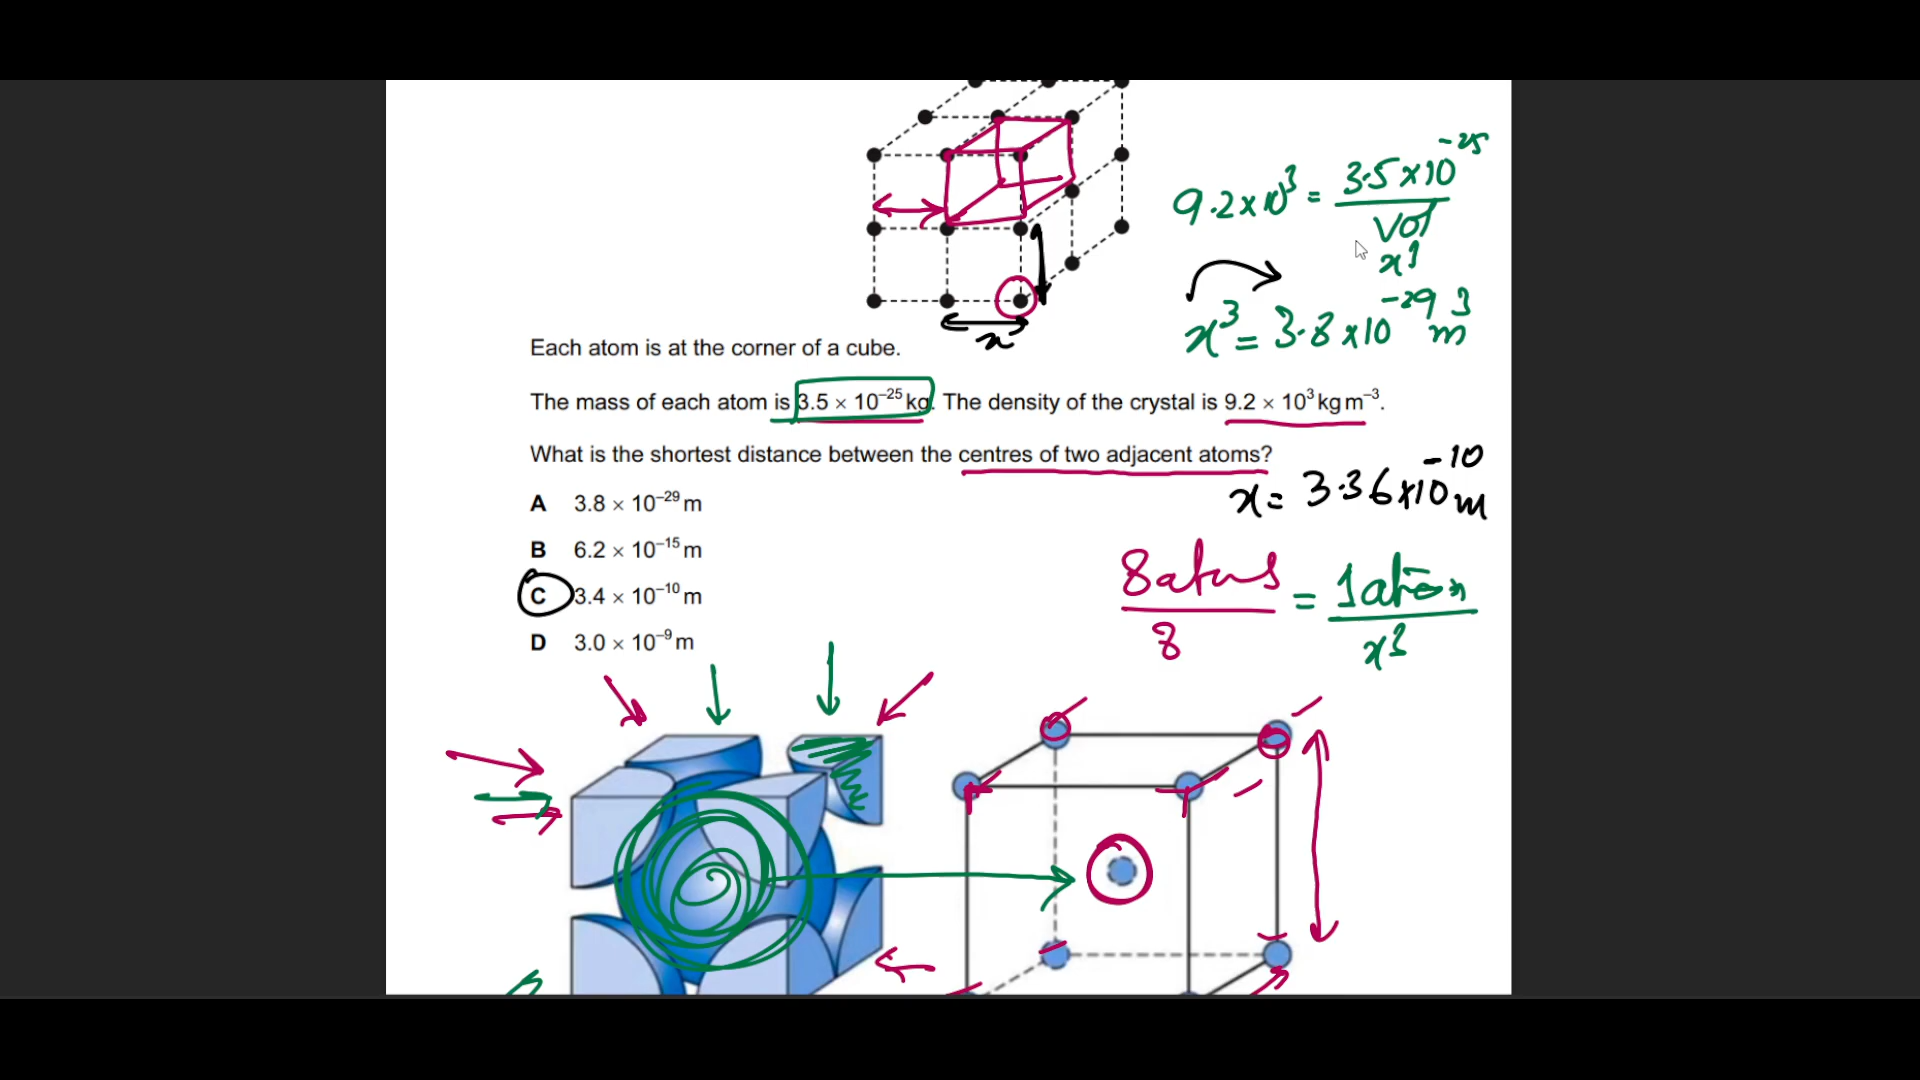 9.2×10³ = 3.5×10⁻²⁵
vol
x³
x³ = 3.8×10⁻²⁹ m³
x
Each atom is at the corner of a cube.
The mass of each atom is 3.5 × 10⁻²⁵ kg. The density of the crystal is 9.2 × 10³ kg m⁻³.
What is the shortest distance between the centres of two adjacent atoms?
x = 3.36×10⁻¹⁰ m
A 3.8 × 10⁻²⁹ m
B 6.2 × 10⁻¹⁵ m
C 3.4 × 10⁻¹⁰ m
D 3.0 × 10⁻⁹ m
8 atoms = 1 atom
8
x³